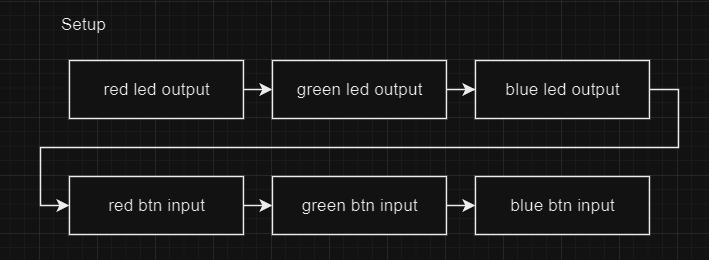 Setup
red led output
green led output
blue led output
red btn input
green btn input
blue btn input